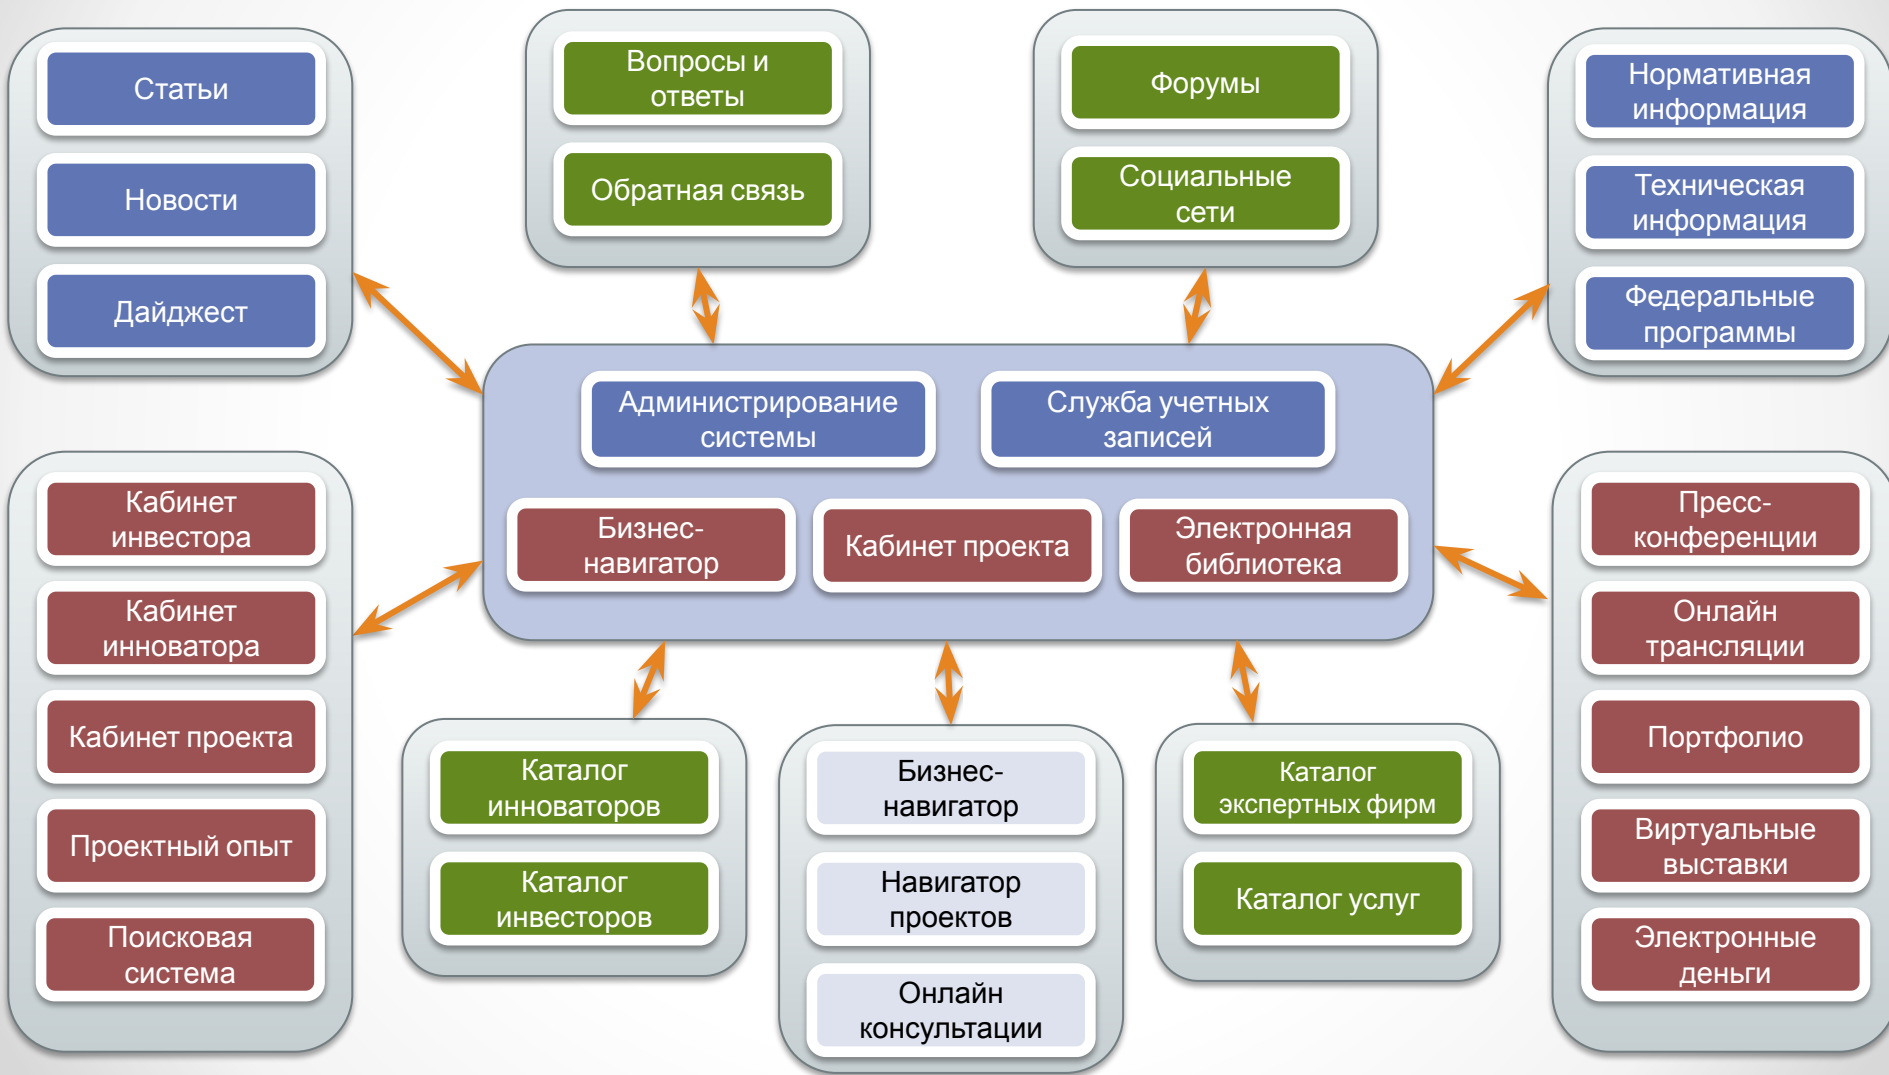 Статьи
Новости
Дайджест
Вопросы и
ответы
Обратная связь
Форумы
Социальные
сети
Нормативная
информация
Техническая
информация
Федеральные
программы
Администрирование
системы
Служба учетных
записей
Бизнес-
навигатор
Кабинет проекта
Электронная
библиотека
Кабинет
инвестора
Кабинет
инноватора
Кабинет проекта
Проектный опыт
Поисковая
система
Каталог
инноваторов
Каталог
инвесторов
Бизнес-
навигатор
Навигатор
проектов
Онлайн
консультации
Каталог
экспертных фирм
Каталог услуг
Пресс-
конференции
Онлайн
трансляции
Портфолио
Виртуальные
выставки
Электронные
деньги